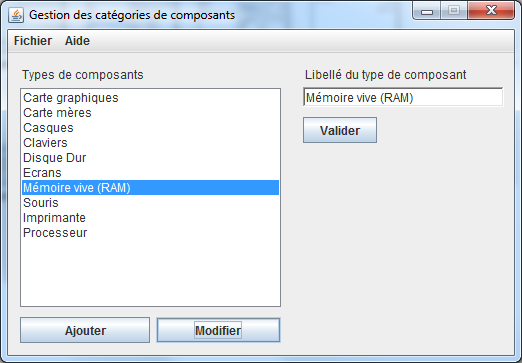 Gestion des catégories de composants
Fichier Aide
Types de composants
Carte graphiques
Carte mères
Casques
Claviers
Disque Dur
Ecrans
Mémoire vive (RAM)
Souris
Imprimante
Processeur
Ajouter
Modifier
Libellé du type de composant
Mémoire vive (RAM)
Valider